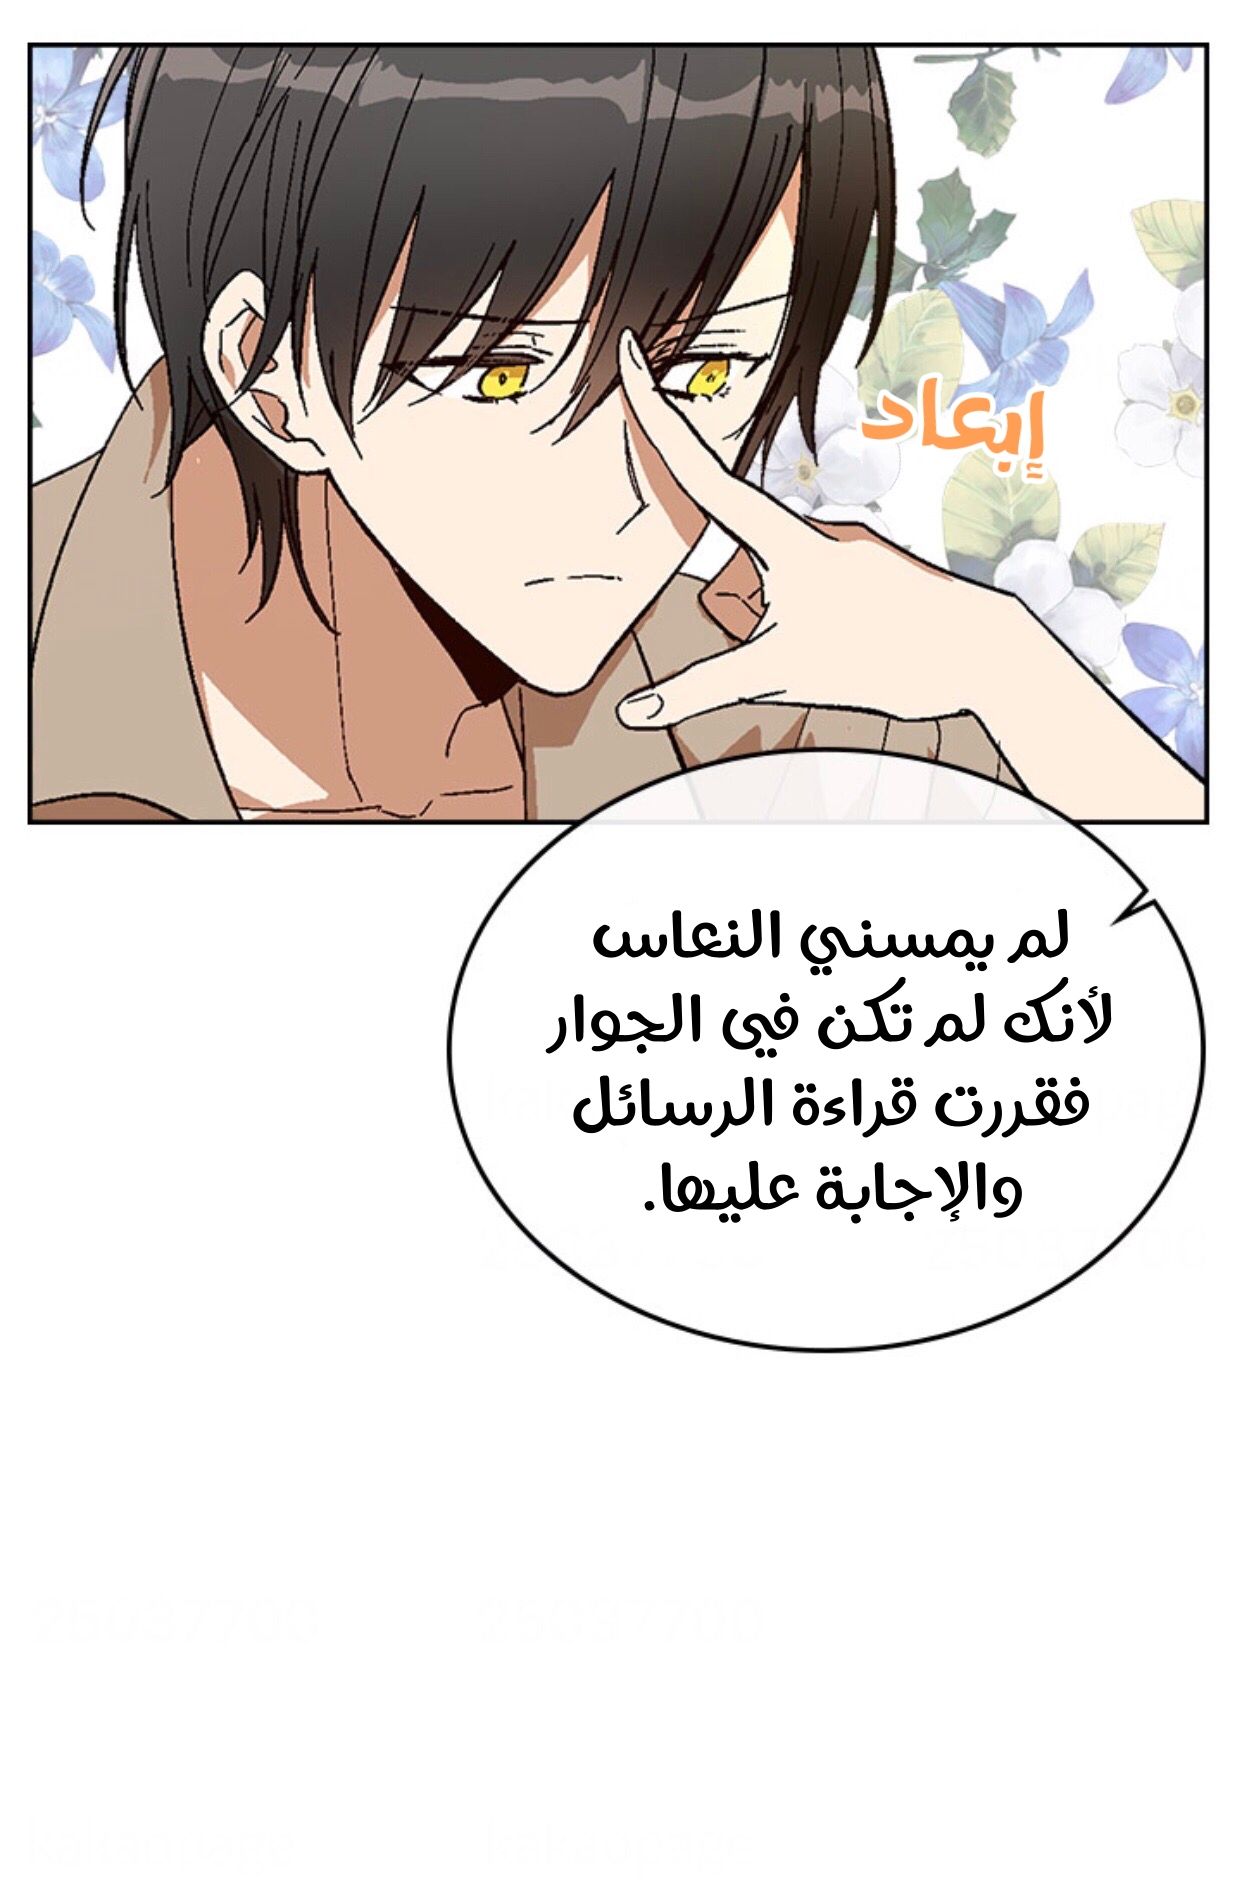 إبعاد
لم يمسني النعاس
لأنك لم تكن في الجوار
فقررت قراءة الرسائل
والإجابة عليها.